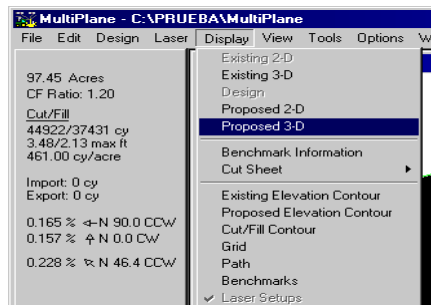 MultiPlane - C:\PRUEBA\MultiPlane
File Edit Design Laser Display View Tools Options W
97.45 Acres
CF Ratio: 1.20
Cut/Fill
44922/37431 cy
3.48/2.13 max ft
461.00 cy/acre
Import: 0 cy
Export: 0 cy
0.165 % N 90.0 CCW
0.157 % N 0.0 CW
0.228 % N 46.4 CCW
Existing 2-D
Existing 3-D
Design
Proposed 2-D
Proposed 3-D
Benchmark Information
Cut Sheet
Existing Elevation Contour
Proposed Elevation Contour
Cut/Fill Contour
Grid
Path
Benchmarks
Laser Setups